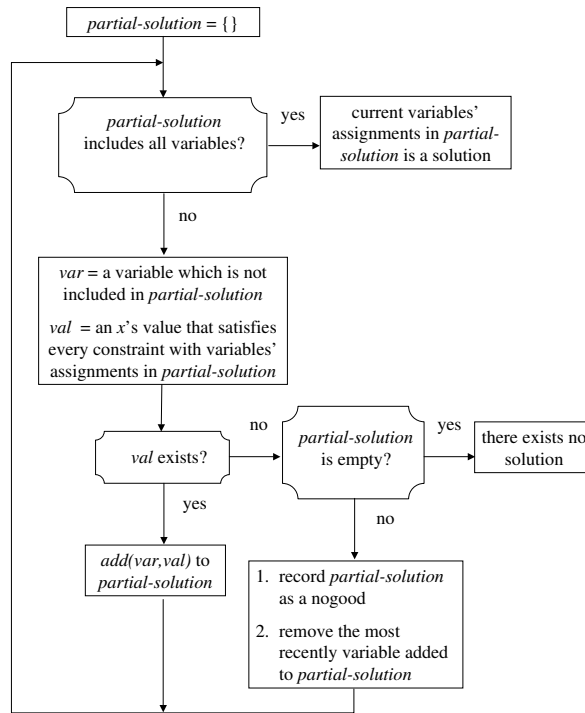 partial-solution = {}
partial-solution
includes all variables?
yes
current variables'
assignments in partial-
solution is a solution
no
var = a variable which is not
included in partial-solution
val = an x's value that satisfies
every constraint with variables'
assignments in partial-solution
val exists?
no
partial-solution
is empty?
yes
there exists no
solution
yes
no
add(var,val) to
partial-solution
1. record partial-solution
as a nogood
2. remove the most
recently variable added
to partial-solution